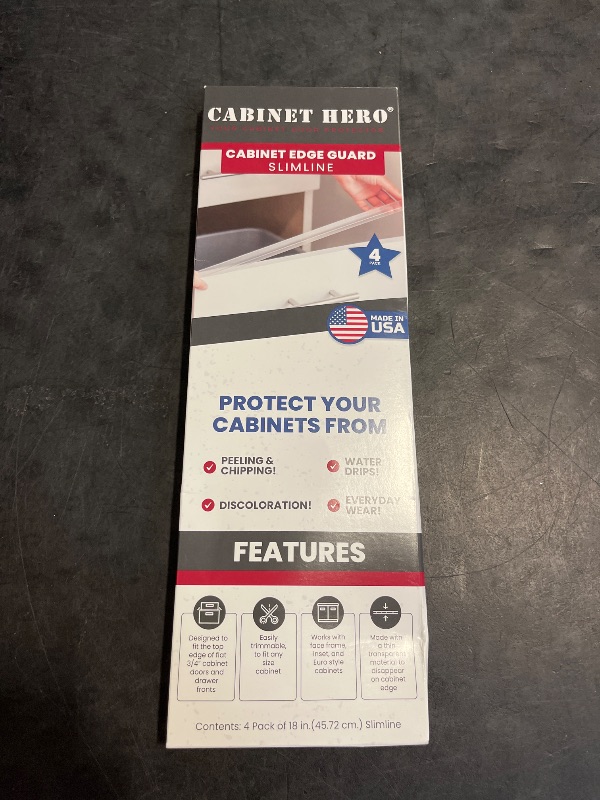 CABINET HERO®
CABINET EDGE GUARD
SLIMLINE
4
PACK
MADE IN
USA
PROTECT YOUR
CABINETS FROM
PEELING &
CHIPPING!
WATER
DRIPS!
DISCOLORATION!
EVERYDAY
WEAR!
FEATURES
Designed to
fit the top
edge of flat
3/4" cabinet
doors and
drawer
fronts
Easily
trimmable,
to fit any
size
cabinet
Works with
face frame,
inset, and
Euro style
cabinets
Made with
a thin
transparent
material to
disappear
on cabinet
edge
Contents: 4 Pack of 18 in.(45.72 cm.) Slimline